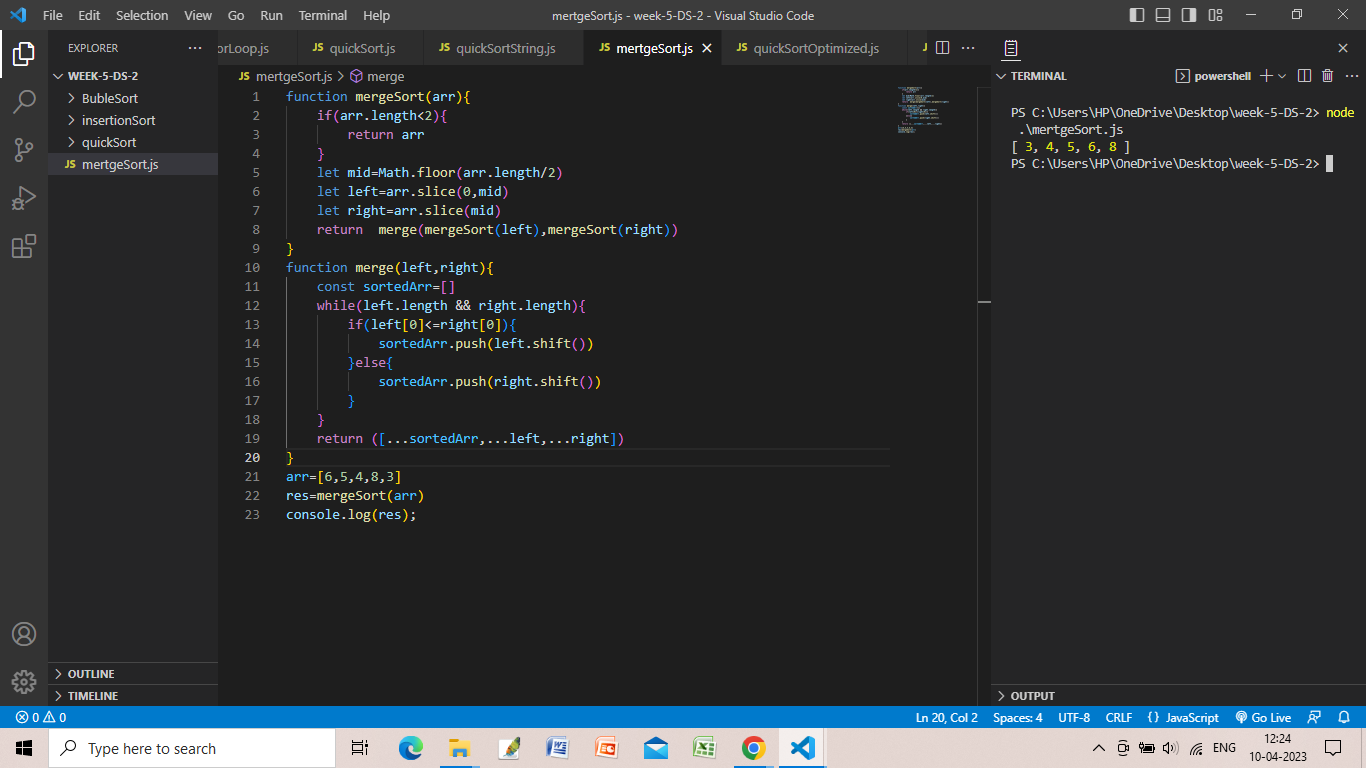 File Edit Selection View Go Run Terminal Help
mertgeSort.js - week-5-DS-2 - Visual Studio Code
EXPLORER
WEEK-5-DS-2
BubleSort
insertionSort
quickSort
JS mertgeSort.js
OUTLINE
TIMELINE
orLoop.js JS quickSort.js JS quickSortString.js JS mertgeSort.js JS quickSortOptimized.js J
JS mertgeSort.js > merge
1 function mergeSort(arr){
2     if(arr.length<2){
3         return arr
4     }
5     let mid=Math.floor(arr.length/2)
6     let left=arr.slice(0,mid)
7     let right=arr.slice(mid)
8     return  merge(mergeSort(left),mergeSort(right))
9 }
10 function merge(left,right){
11     const sortedArr=[]
12     while(left.length && right.length){
13         if(left[0]<=right[0]){
14             sortedArr.push(left.shift())
15         }else{
16             sortedArr.push(right.shift())
17         }
18     }
19     return ([...sortedArr,...left,...right])
20 }
21 arr=[6,5,4,8,3]
22 res=mergeSort(arr)
23 console.log(res);
TERMINAL
powershell
PS C:\Users\HP\OneDrive\Desktop\week-5-DS-2> node
.\mertgeSort.js
[ 3, 4, 5, 6, 8 ]
PS C:\Users\HP\OneDrive\Desktop\week-5-DS-2>
OUTPUT
0 0
Ln 20, Col 2 Spaces: 4 UTF-8 CRLF {} JavaScript Go Live
Type here to search
ENG
12:24
10-04-2023